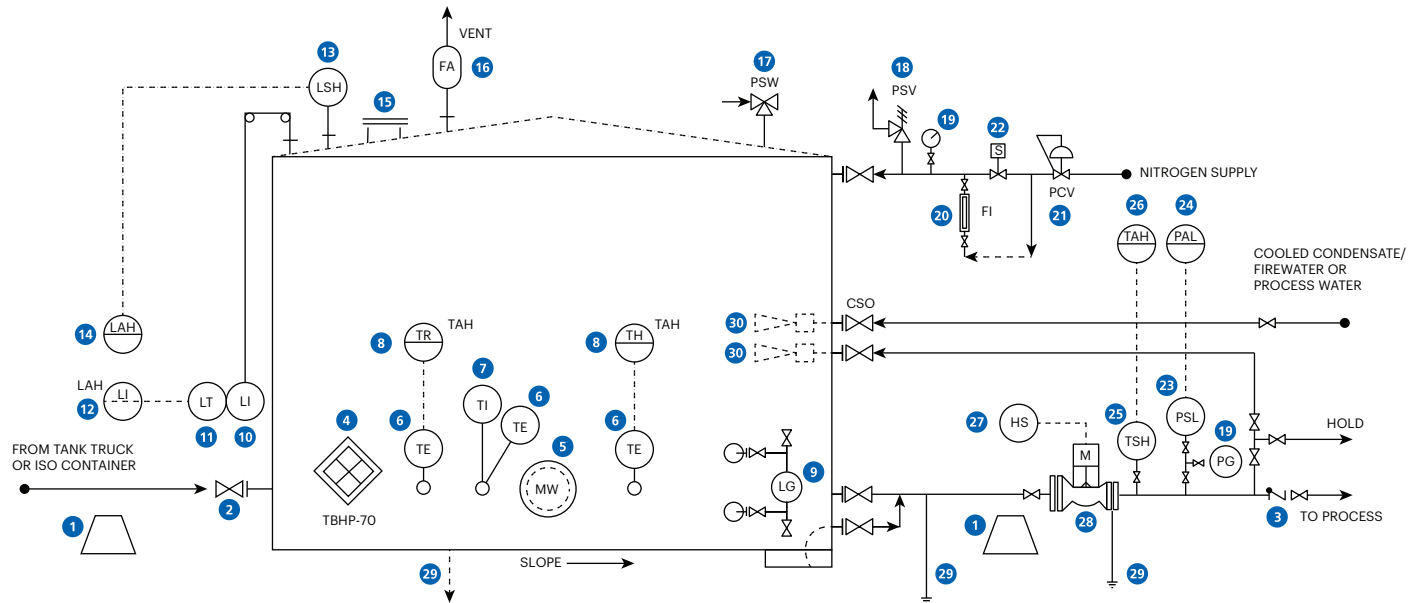 VENT
13
FA
16
LSH
15
17
PSW
18
PSV
19
22
S
NITROGEN SUPPLY
PCV
20
FI
21
26
24
TAH
PAL
COOLED CONDENSATE/
FIREWATER OR
PROCESS WATER
CSO
30
30
14
LAH
8
TR
TAH
8
TH
TAH
LAH
12
LI
LT
LI
11
10
7
TI
6
TE
6
TE
6
TE
4
5
MW
TBHP-70
9
LG
23
PSL
25
TSH
19
PG
27
HS
M
HOLD
FROM TANK TRUCK
OR ISO CONTAINER
1
2
1
28
3
TO PROCESS
SLOPE
29
29
29